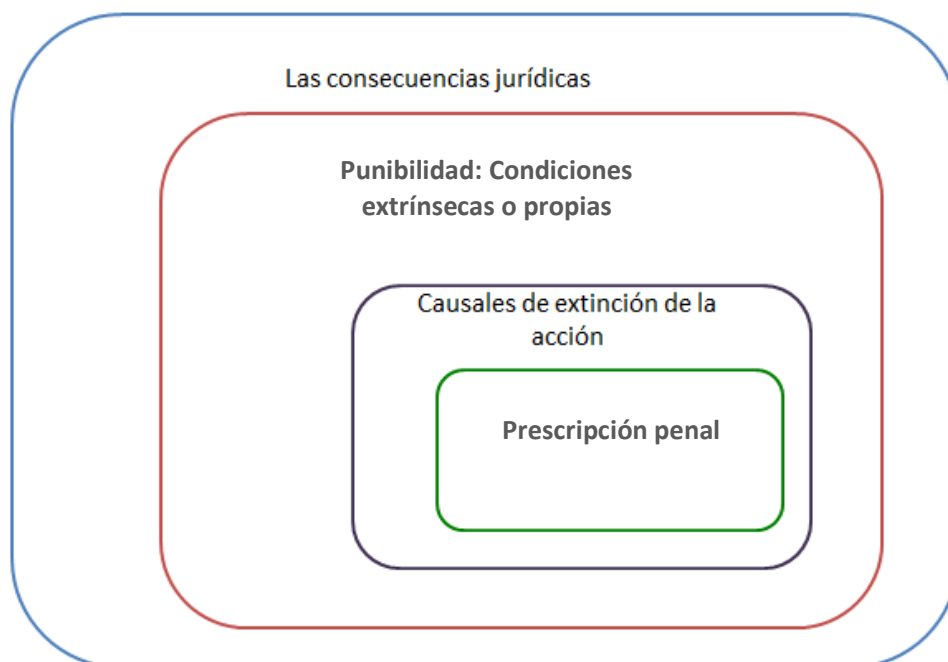 Las consecuencias jurídicas
Punibilidad: Condiciones
extrínsecas o propias
Causales de extinción de la
acción
Prescripción penal